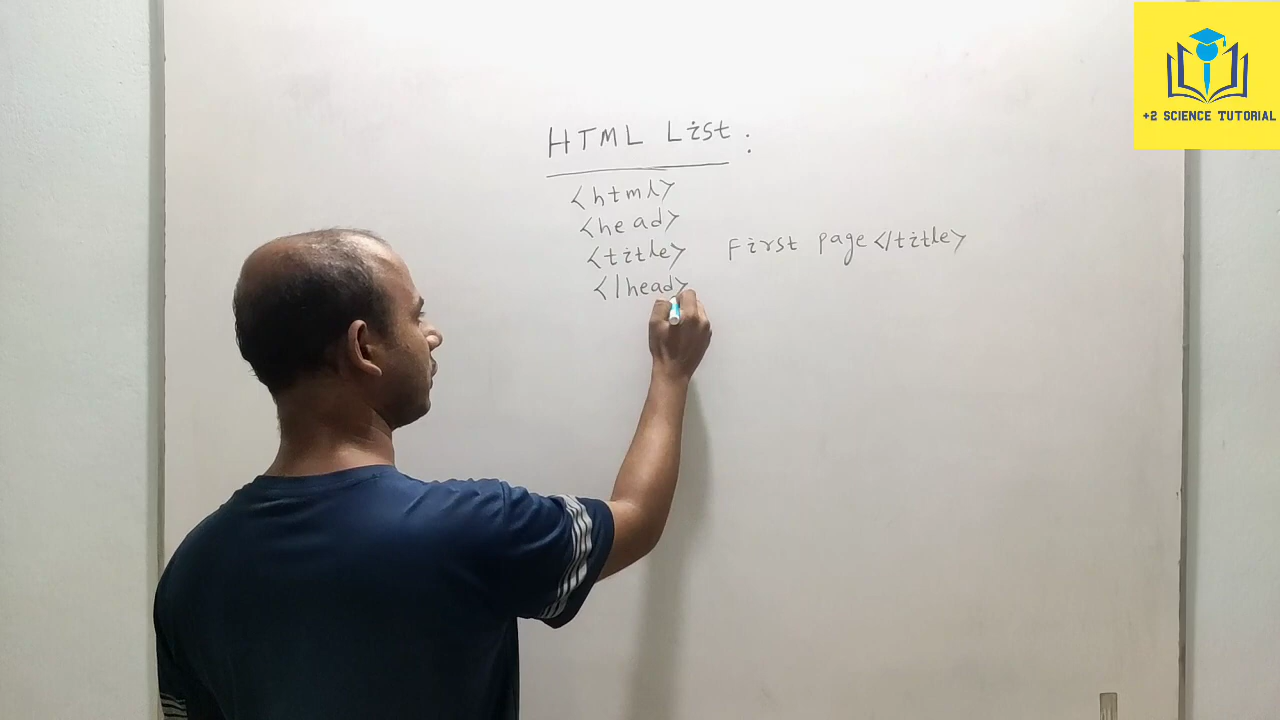 HTML List :
<html>
<head>
<title> First page </title>
</head>
+2 SCIENCE TUTORIAL